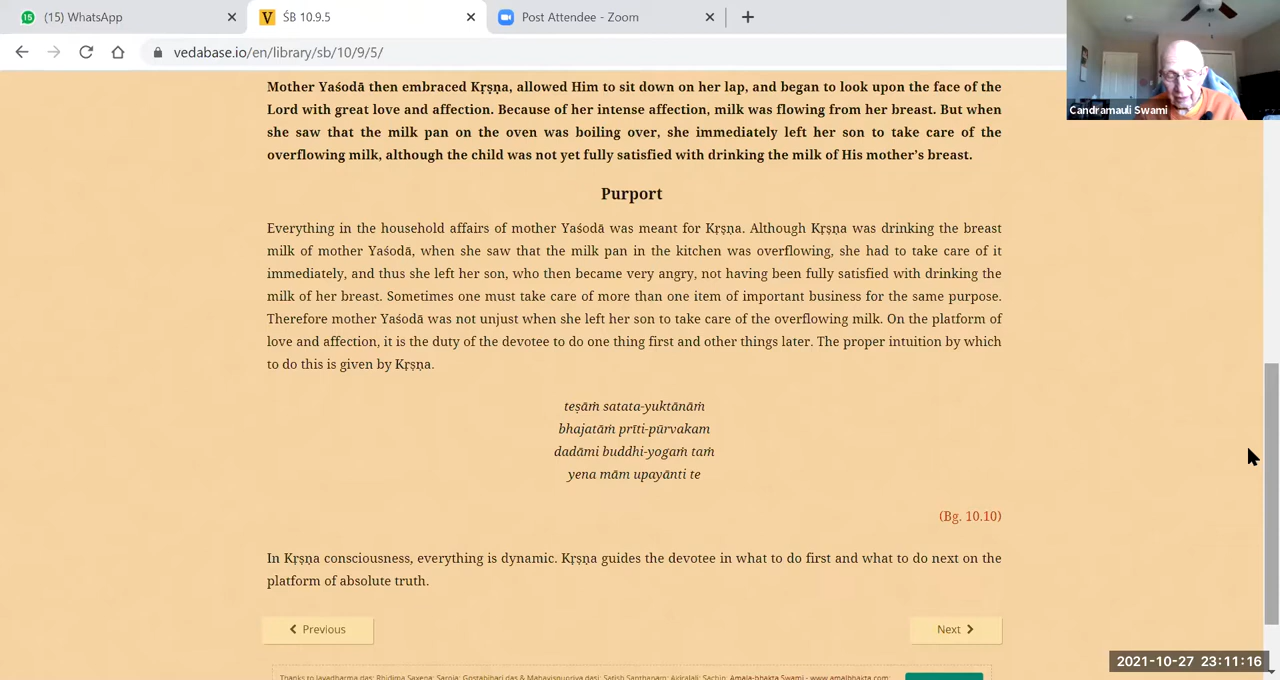 (15) WhatsApp
ŚB 10.9.5
Post Attendee - Zoom
vedabase.io/en/library/sb/10/9/5/
Candramauli Swami
Mother Yaśodā then embraced Kṛṣṇa, allowed Him to sit down on her lap, and began to look upon the face of the
Lord with great love and affection. Because of her intense affection, milk was flowing from her breast. But when
she saw that the milk pan on the oven was boiling over, she immediately left her son to take care of the
overflowing milk, although the child was not yet fully satisfied with drinking the milk of His mother's breast.
Purport
Everything in the household affairs of mother Yaśodā was meant for Kṛṣṇa. Although Kṛṣṇa was drinking the breast
milk of mother Yaśodā, when she saw that the milk pan in the kitchen was overflowing, she had to take care of it
immediately, and thus she left her son, who then became very angry, not having been fully satisfied with drinking the
milk of her breast. Sometimes one must take care of more than one item of important business for the same purpose.
Therefore mother Yaśodā was not unjust when she left her son to take care of the overflowing milk. On the platform of
love and affection, it is the duty of the devotee to do one thing first and other things later. The proper intuition by which
to do this is given by Kṛṣṇa.
teṣāṁ satata-yuktānāṁ
bhajatāṁ prīti-pūrvakam
dadāmi buddhi-yogaṁ taṁ
yena mām upayānti te
(Bg. 10.10)
In Kṛṣṇa consciousness, everything is dynamic. Kṛṣṇa guides the devotee in what to do first and what to do next on the
platform of absolute truth.
Previous
Next
2021-10-27 23:11:16
Amala-bhakta Swami - www.amalbhakta.com